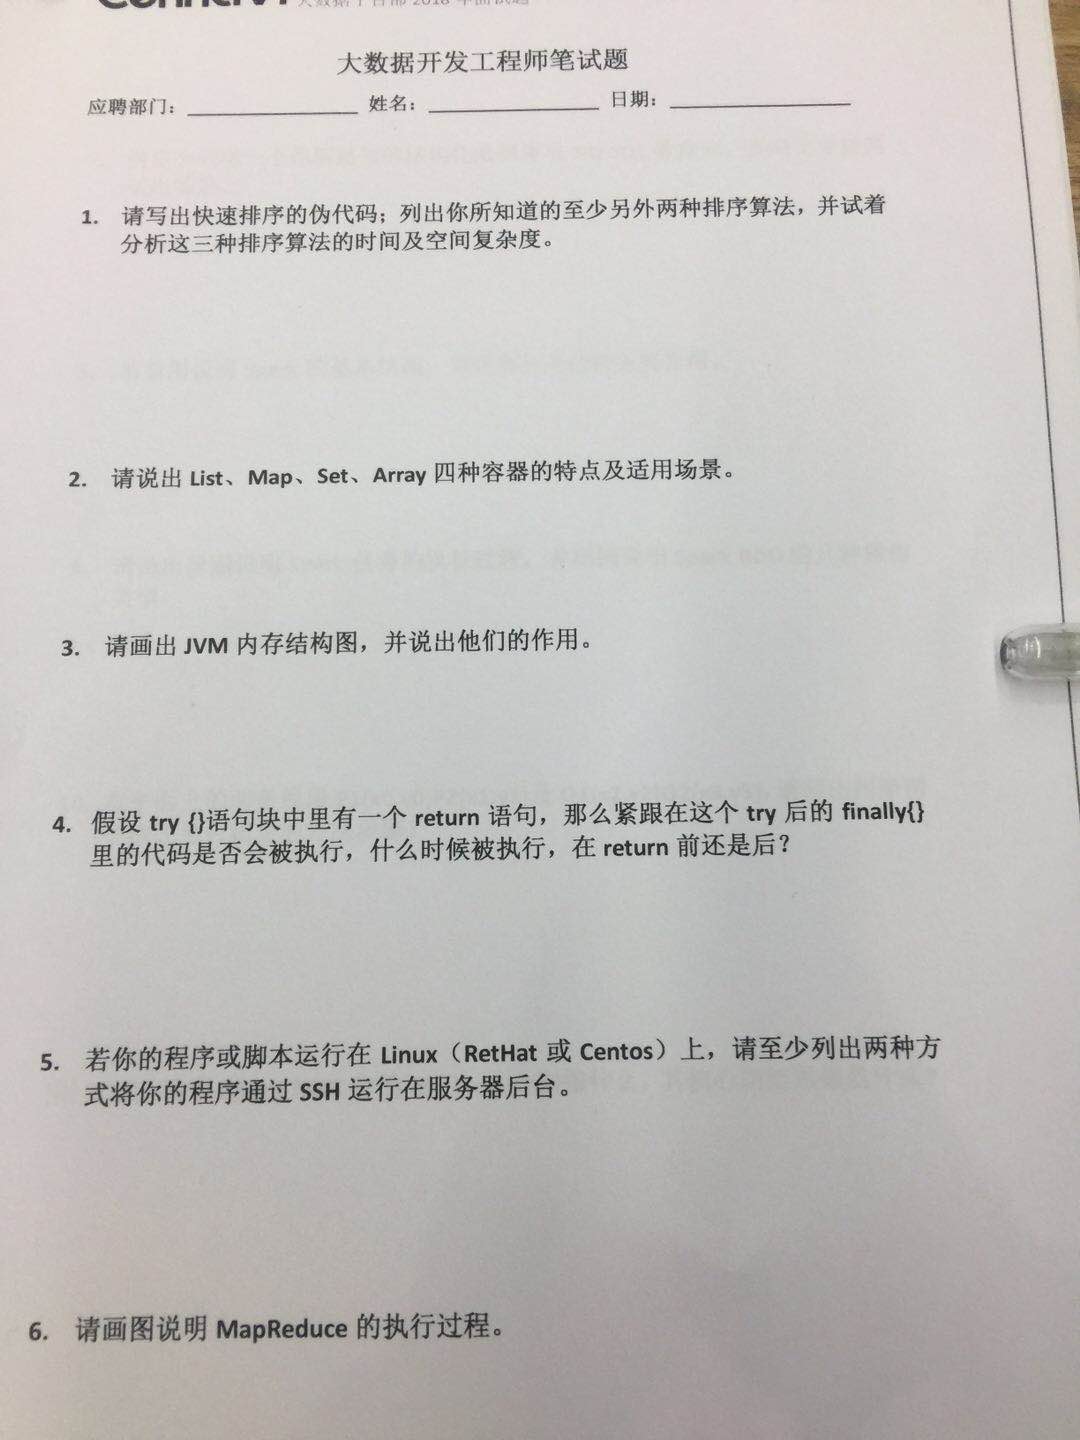 大数据开发工程师笔试题
应聘部门： 姓名： 日期：
1. 请写出快速排序的伪代码；列出你所知道的至少另外两种排序算法，并试着
分析这三种排序算法的时间及空间复杂度。
2. 请说出 List、Map、Set、Array 四种容器的特点及适用场景。
3. 请画出 JVM 内存结构图，并说出他们的作用。
4. 假设 try {}语句块中里有一个 return 语句，那么紧跟在这个 try 后的 finally{}
里的代码是否会被执行，什么时候被执行，在 return 前还是后？
5. 若你的程序或脚本运行在 Linux（RetHat 或 Centos）上，请至少列出两种方
式将你的程序通过 SSH 运行在服务器后台。
6. 请画图说明 MapReduce 的执行过程。